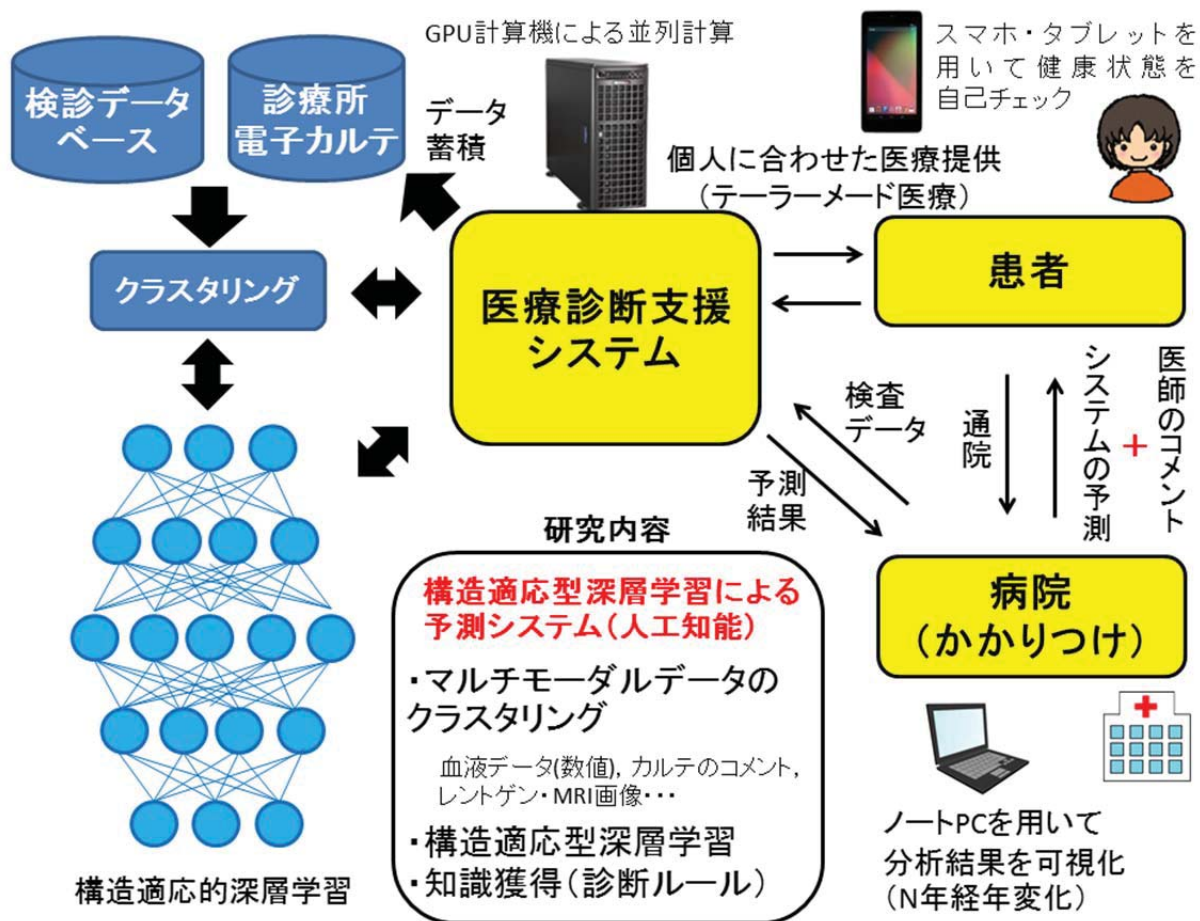 GPU計算機による並列計算
スマホ・タブレットを
用いて健康状態を
自己チェック
検診データ
ベース
診療所
電子カルテ
データ
蓄積
個人に合わせた医療提供
(テーラーメード医療)
クラスタリング
医療診断支援
システム
患者
検査
データ
予測
結果
通院
システムの予測
+
医師のコメント
病院
(かかりつけ)
研究内容
構造適応型深層学習による
予測システム(人工知能)
・マルチモーダルデータの
クラスタリング
血液データ(数値), カルテのコメント,
レントゲン・MRI画像・・・
・構造適応型深層学習
・知識獲得(診断ルール)
構造適応的深層学習
ノートPCを用いて
分析結果を可視化
(N年経年変化)